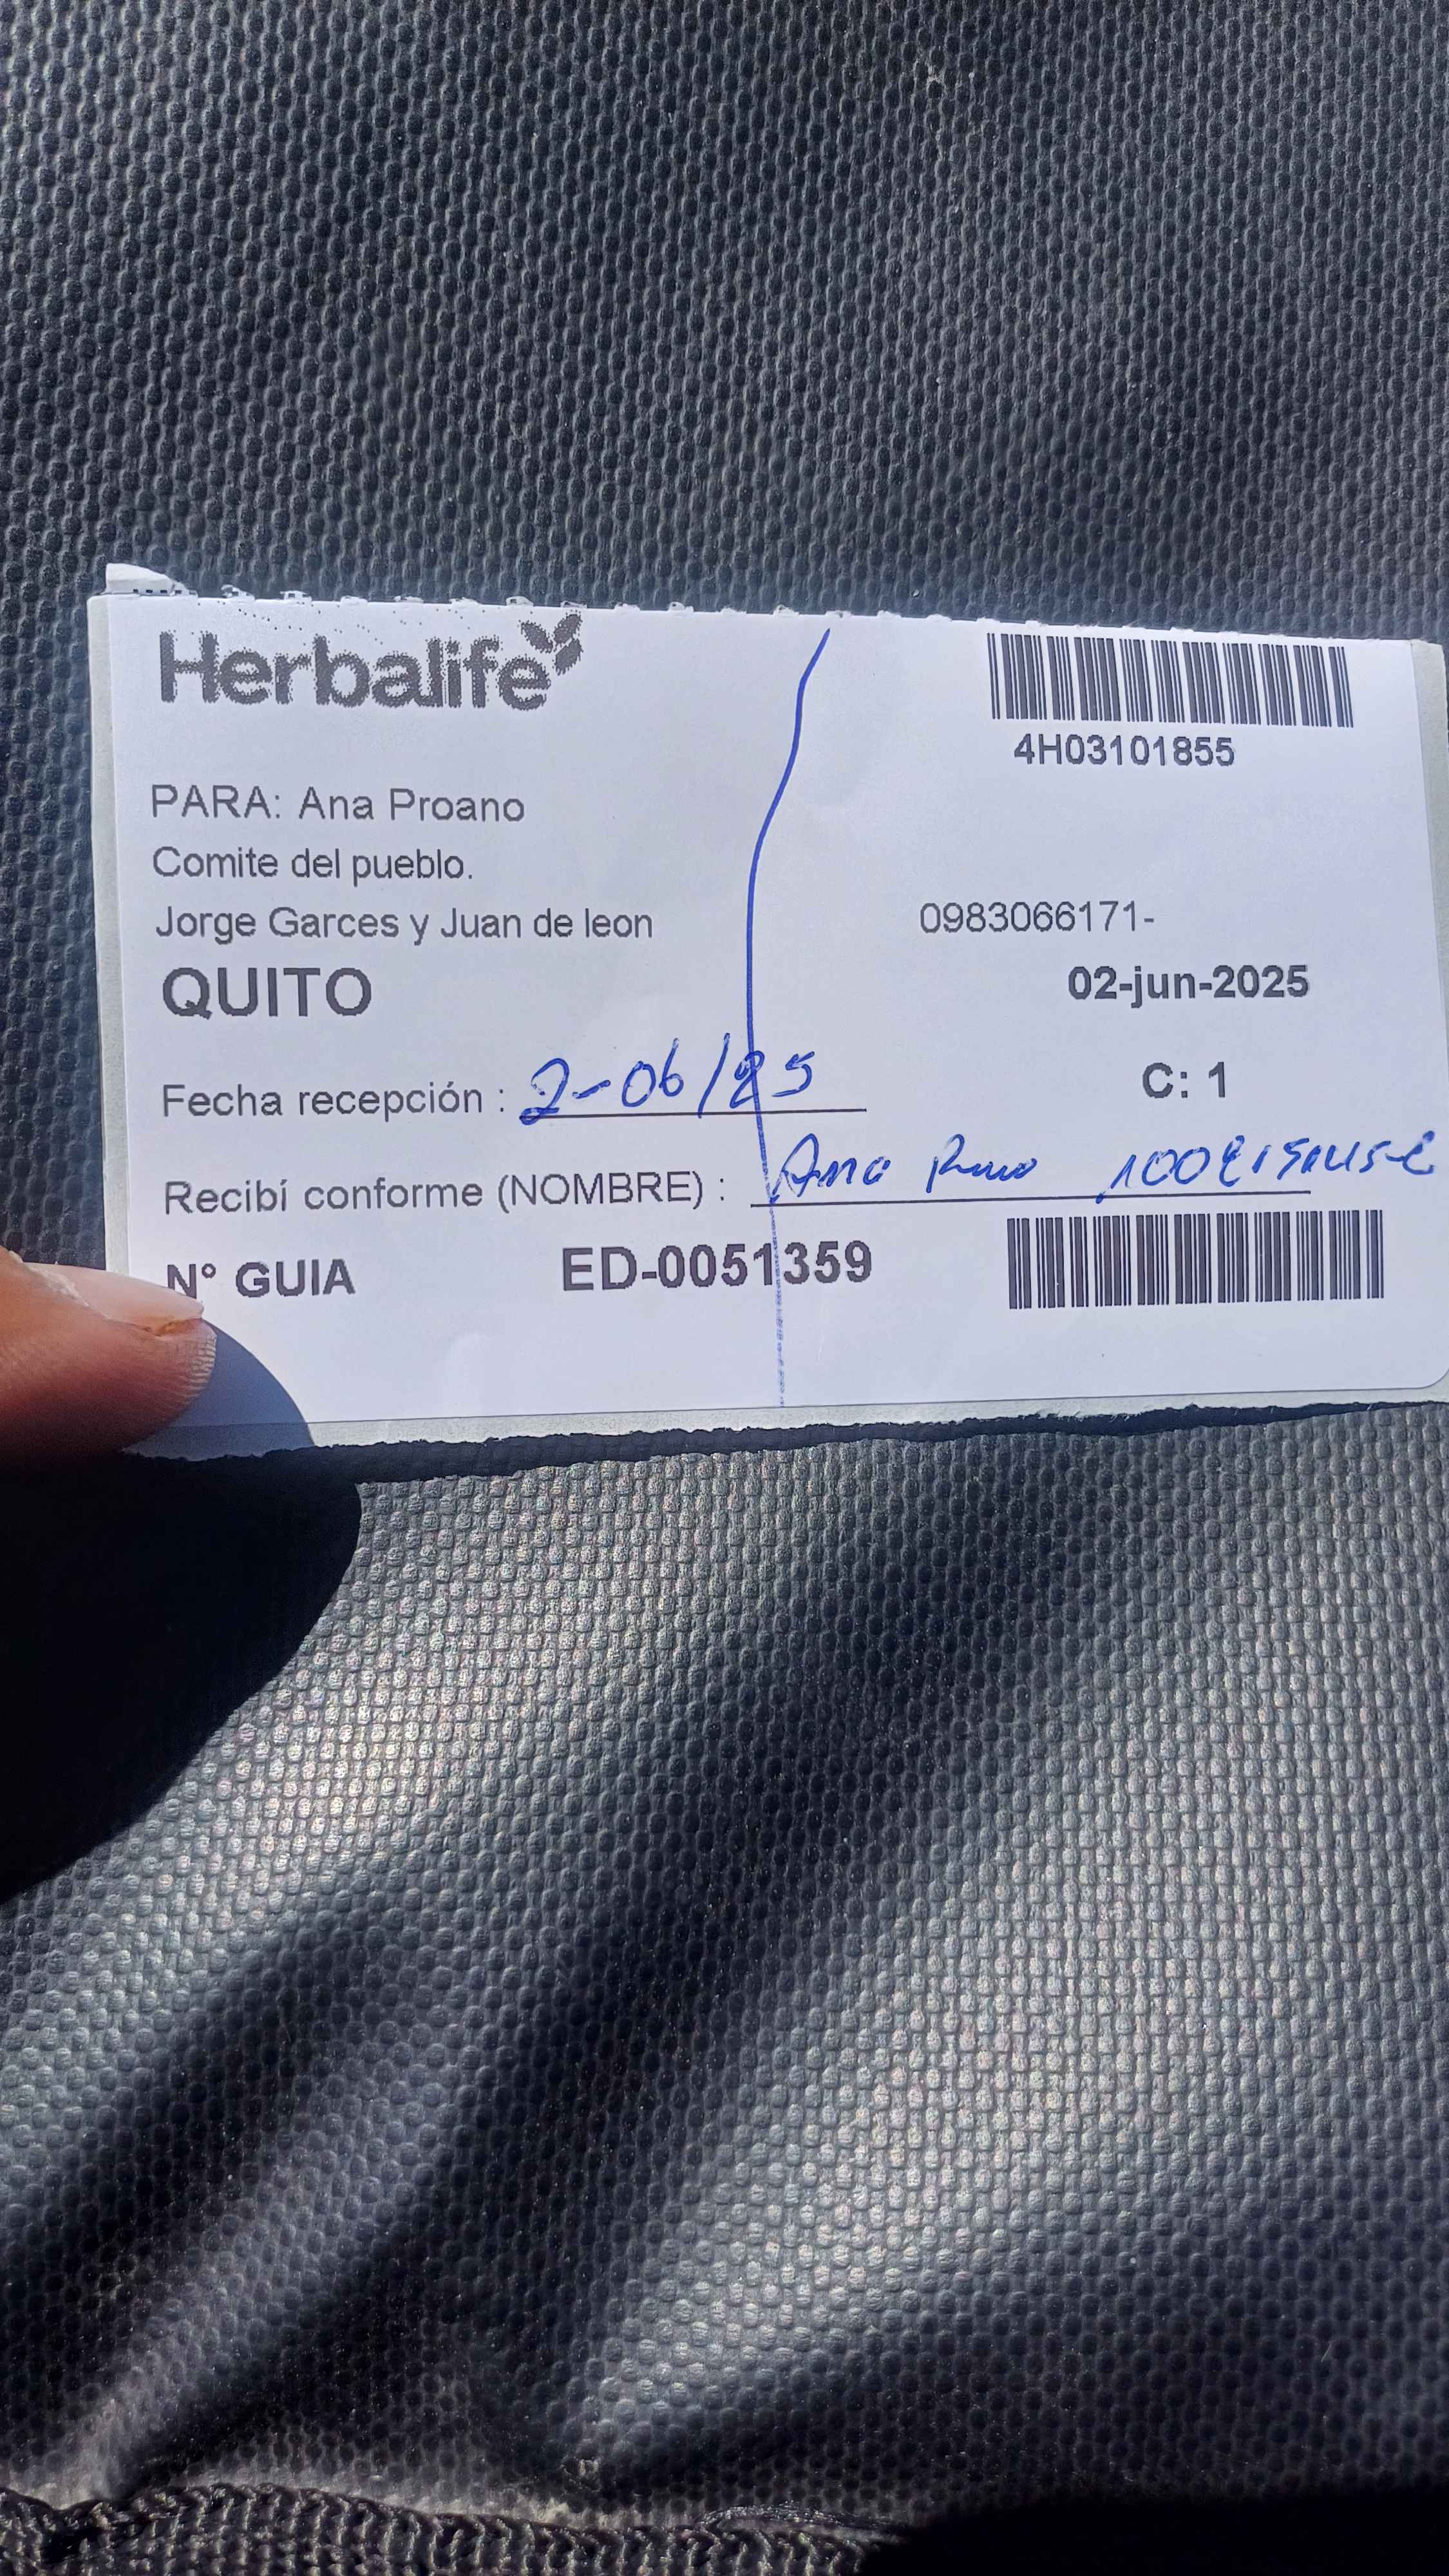 Herbalife
4H03101855
PARA: Ana Proano
Comite del pueblo.
Jorge Garces y Juan de leon
0983066171-
QUITO
02-jun-2025
Fecha recepción : 2-06/25
C: 1
Recibí conforme (NOMBRE) : Ana
N° GUIA ED-0051359